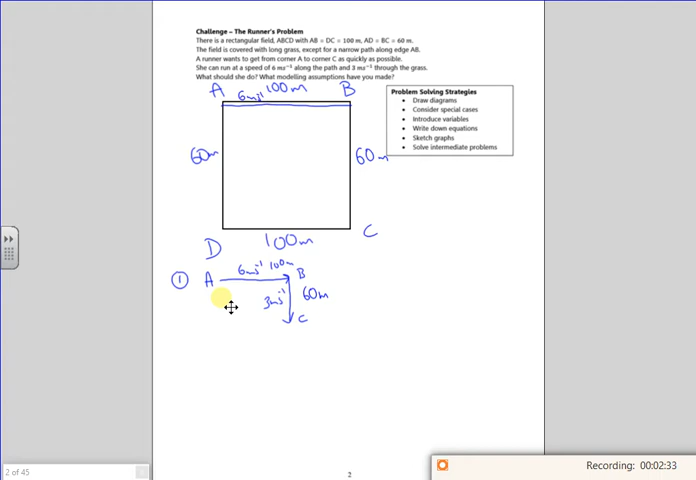 Challenge – The Runner's Problem
There is a rectangular field, ABCD with AB = DC = 100 m, AD = BC = 60 m.
The field is covered with long grass, except for a narrow path along edge AB.
A runner wants to get from corner A to corner C as quickly as possible.
She can run at a speed of 6 ms⁻¹ along the path and 3 ms⁻¹ through the grass.
What should she do? What modelling assumptions have you made?
Problem Solving Strategies
• Draw diagrams
• Consider special cases
• Introduce variables
• Write down equations
• Sketch graphs
• Solve intermediate problems
A 100m B
6ms⁻¹
60m 60m
D 100m C
① A 6ms⁻¹ 100m B
3ms⁻¹ 60m
C
2 of 45
2
Recording: 00:02:33